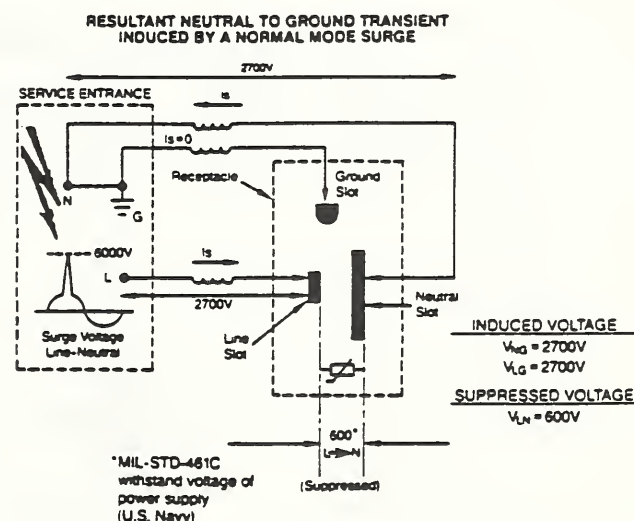 RESULTANT NEUTRAL TO GROUND TRANSIENT
INDUCED BY A NORMAL MODE SURGE
2700V
SERVICE ENTRANCE
Is
Is=0
Receptacle
Ground
Slot
N
G
6000V
L
Is
2700V
Surge Voltage
Line-Neutral
Line
Slot
Neutral
Slot
INDUCED VOLTAGE
VNG = 2700V
VLG = 2700V
SUPPRESSED VOLTAGE
VLN = 600V
600*
L N
(Suppressed)
*MIL-STD-461C
withstand voltage of
power supply
(U.S. Navy)